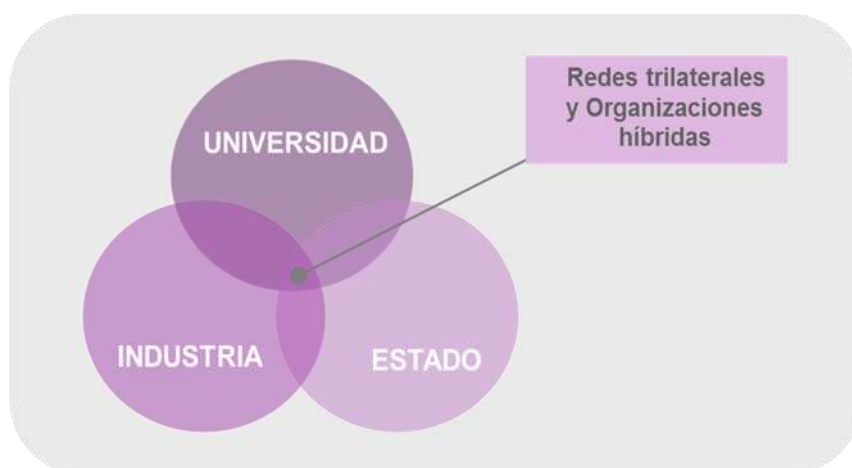 Redes trilaterales
y Organizaciones
híbridas
UNIVERSIDAD
INDUSTRIA
ESTADO